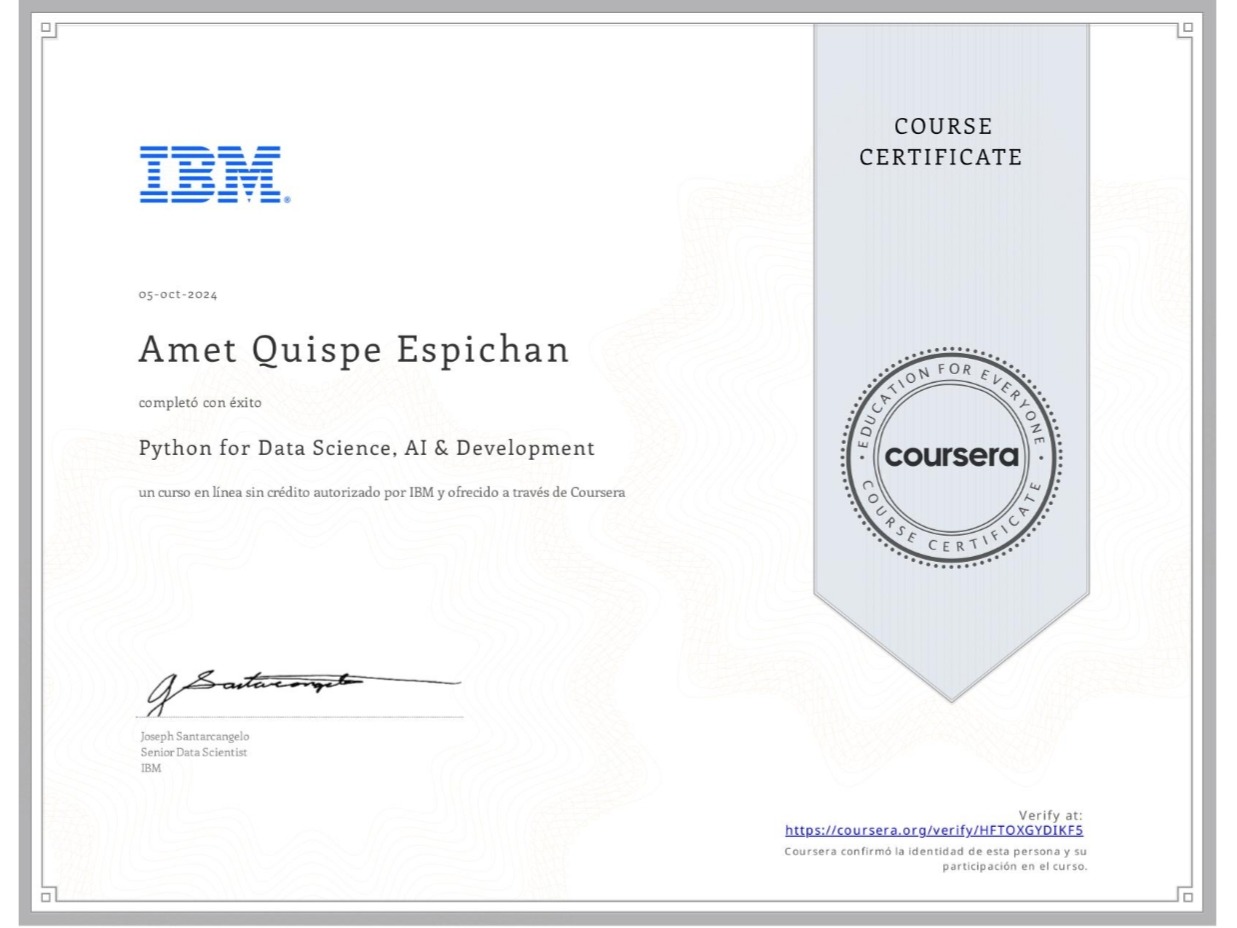 COURSE
CERTIFICATE
IBM®
05-oct-2024
Amet Quispe Espichan
completó con éxito
Python for Data Science, AI & Development
un curso en línea sin crédito autorizado por IBM y ofrecido a través de Coursera
EDUCATION FOR EVERYONE
coursera
COURSE CERTIFICATE
J Santarcangelo
Joseph Santarcangelo
Senior Data Scientist
IBM
Verify at:
https://coursera.org/verify/HFTOXGYDIKF5
Coursera confirmó la identidad de esta persona y su
participación en el curso.